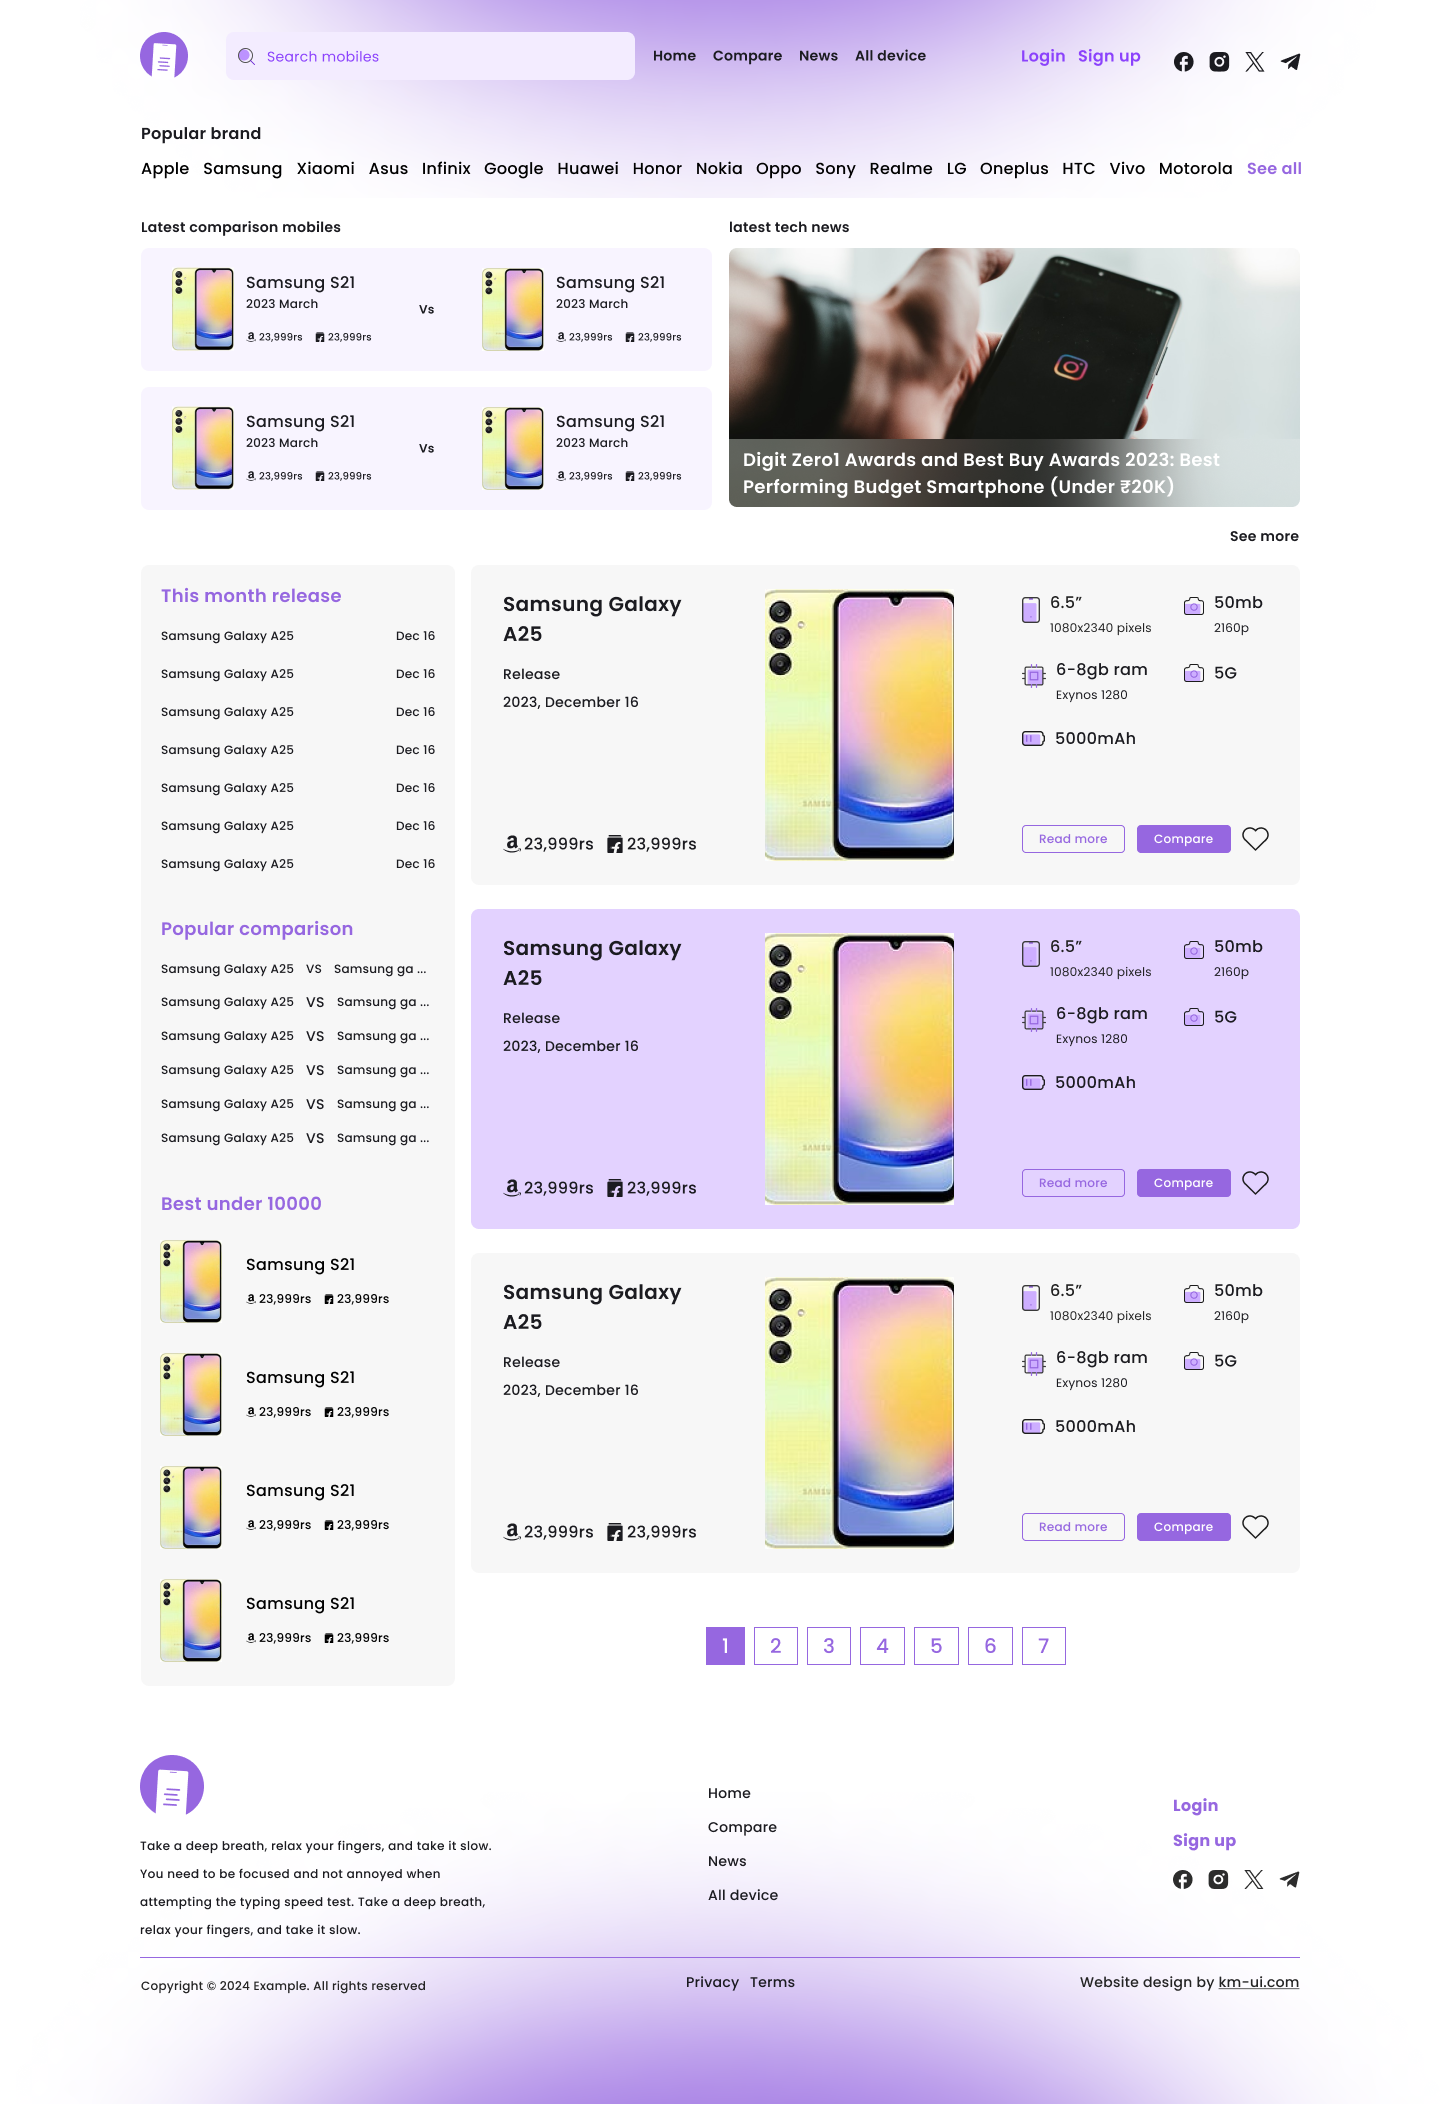 Search mobiles
Home Compare News All device
Login Sign up
Popular brand
Apple Samsung Xiaomi Asus Infinix Google Huawei Honor Nokia Oppo Sony Realme LG Oneplus HTC Vivo Motorola See all
Latest comparison mobiles
Samsung S21
2023 March
23,999rs 23,999rs
Vs
Samsung S21
2023 March
23,999rs 23,999rs
Samsung S21
2023 March
23,999rs 23,999rs
Vs
Samsung S21
2023 March
23,999rs 23,999rs
latest tech news
Digit Zero1 Awards and Best Buy Awards 2023: Best
Performing Budget Smartphone (Under ₹20K)
See more
This month release
Samsung Galaxy A25 Dec 16
Samsung Galaxy A25 Dec 16
Samsung Galaxy A25 Dec 16
Samsung Galaxy A25 Dec 16
Samsung Galaxy A25 Dec 16
Samsung Galaxy A25 Dec 16
Samsung Galaxy A25 Dec 16
Popular comparison
Samsung Galaxy A25 VS Samsung ga ...
Samsung Galaxy A25 VS Samsung ga ...
Samsung Galaxy A25 VS Samsung ga ...
Samsung Galaxy A25 VS Samsung ga ...
Samsung Galaxy A25 VS Samsung ga ...
Samsung Galaxy A25 VS Samsung ga ...
Best under 10000
Samsung S21
23,999rs 23,999rs
Samsung S21
23,999rs 23,999rs
Samsung S21
23,999rs 23,999rs
Samsung S21
23,999rs 23,999rs
Samsung Galaxy
A25
Release
2023, December 16
23,999rs 23,999rs
SAMSU
6.5”
1080x2340 pixels
50mb
2160p
6-8gb ram
Exynos 1280
5G
5000mAh
Read more Compare
Samsung Galaxy
A25
Release
2023, December 16
23,999rs 23,999rs
SAMSU
6.5”
1080x2340 pixels
50mb
2160p
6-8gb ram
Exynos 1280
5G
5000mAh
Read more Compare
Samsung Galaxy
A25
Release
2023, December 16
23,999rs 23,999rs
SAMSU
6.5”
1080x2340 pixels
50mb
2160p
6-8gb ram
Exynos 1280
5G
5000mAh
Read more Compare
1 2 3 4 5 6 7
Take a deep breath, relax your fingers, and take it slow.
You need to be focused and not annoyed when
attempting the typing speed test. Take a deep breath,
relax your fingers, and take it slow.
Home
Compare
News
All device
Login
Sign up
Copyright © 2024 Example. All rights reserved
Privacy Terms
Website design by km-ui.com